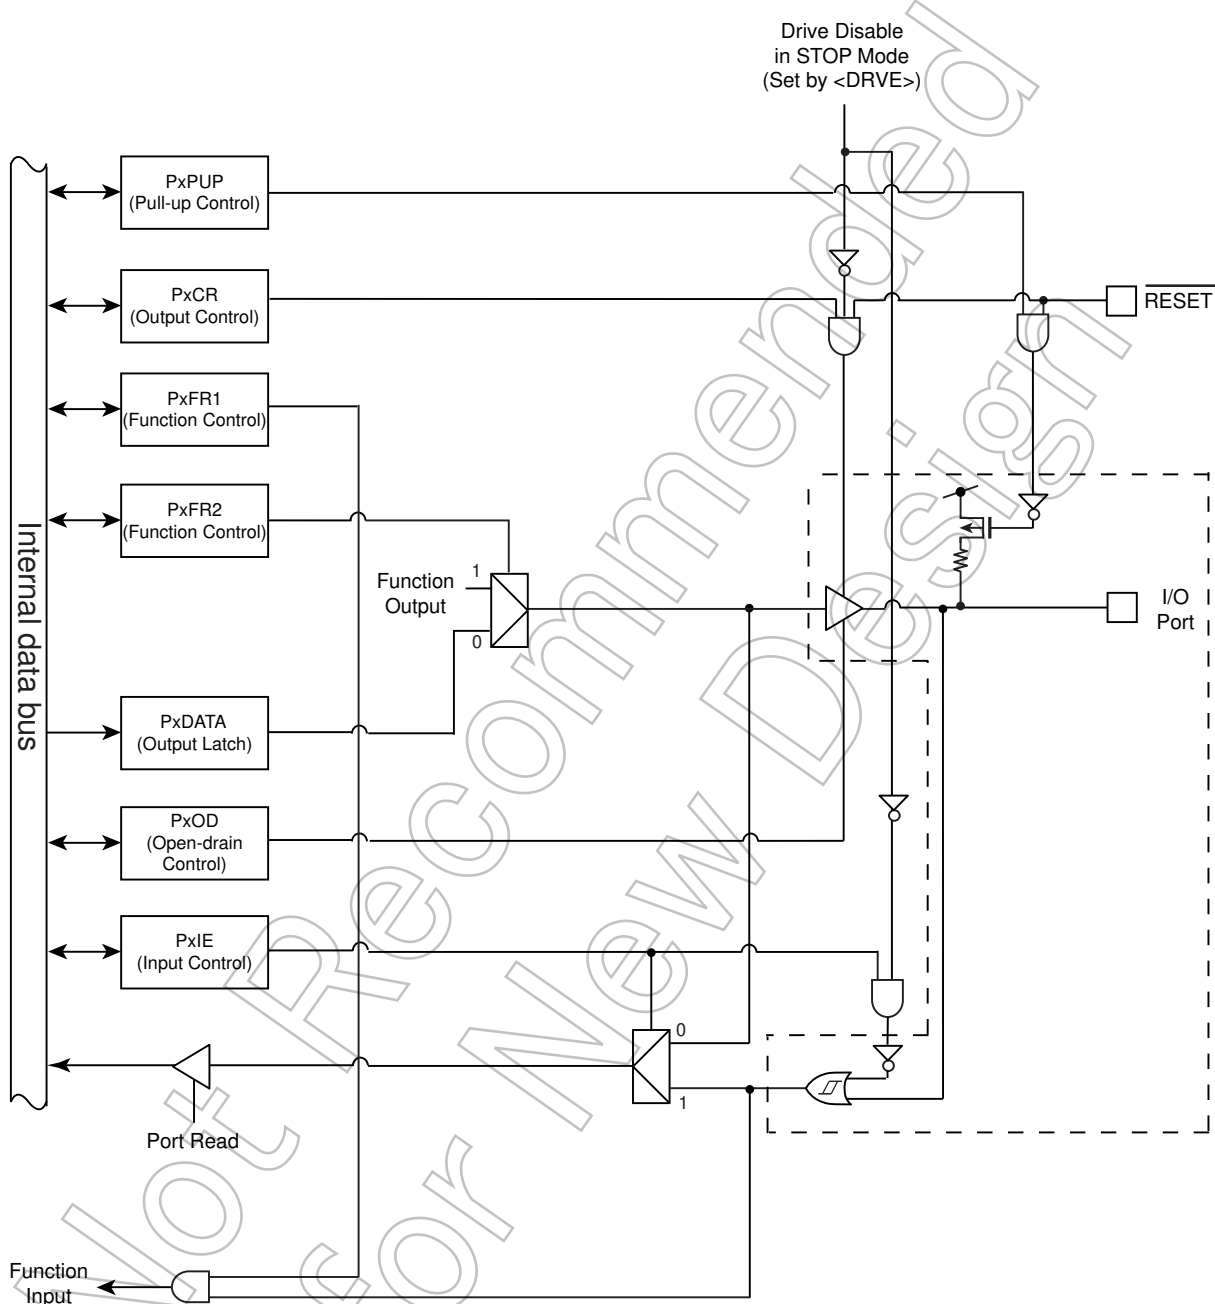 Drive Disable
in STOP Mode
(Set by <DRVE>)
PxPUP
(Pull-up Control)
PxCR
(Output Control)
RESET
PxFR1
(Function Control)
PxFR2
(Function Control)
Internal data bus
1
Function
Output
0
I/O
Port
PxDATA
(Output Latch)
PxOD
(Open-drain
Control)
PxIE
(Input Control)
0
1
Port Read
Function
Input
Not Recommended
for New Design